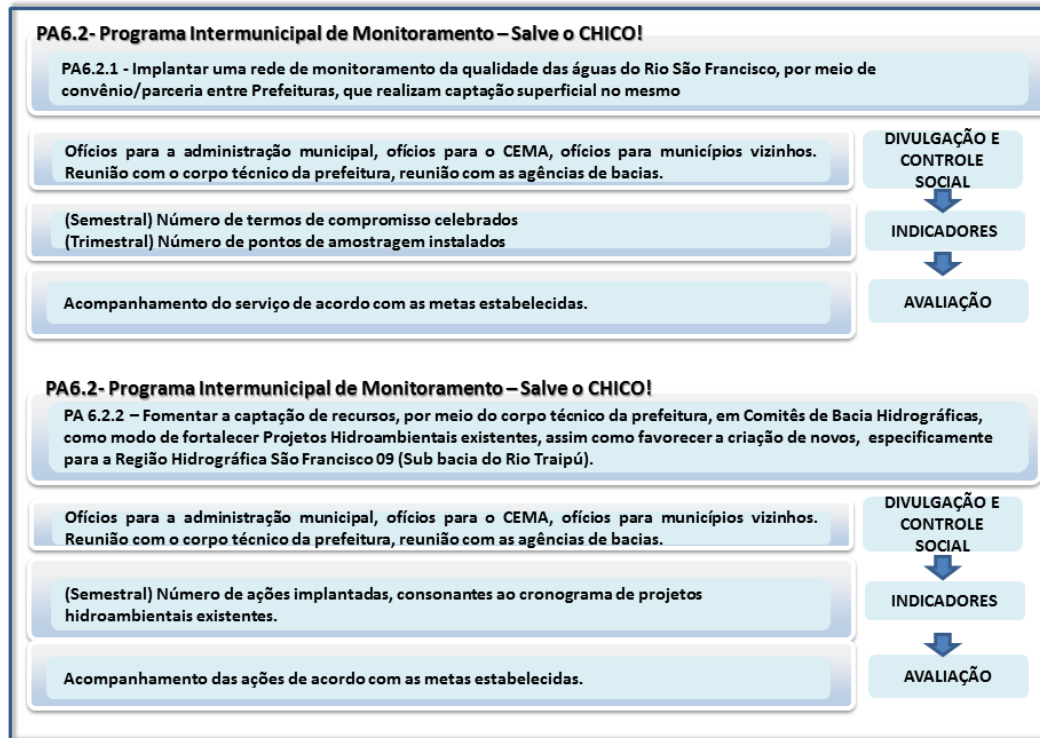 PA6.2- Programa Intermunicipal de Monitoramento – Salve o CHICO!
PA6.2.1 - Implantar uma rede de monitoramento da qualidade das águas do Rio São Francisco, por meio de
convênio/parceria entre Prefeituras, que realizam captação superficial no mesmo
Ofícios para a administração municipal, ofícios para o CEMA, ofícios para municípios vizinhos.
Reunião com o corpo técnico da prefeitura, reunião com as agências de bacias.
DIVULGAÇÃO E
CONTROLE
SOCIAL
(Semestral) Número de termos de compromisso celebrados
(Trimestral) Número de pontos de amostragem instalados
INDICADORES
Acompanhamento do serviço de acordo com as metas estabelecidas.
AVALIAÇÃO
PA6.2- Programa Intermunicipal de Monitoramento – Salve o CHICO!
PA 6.2.2 – Fomentar a captação de recursos, por meio do corpo técnico da prefeitura, em Comitês de Bacia Hidrográficas,
como modo de fortalecer Projetos Hidroambientais existentes, assim como favorecer a criação de novos, especificamente
para a Região Hidrográfica São Francisco 09 (Sub bacia do Rio Traipú).
Ofícios para a administração municipal, ofícios para o CEMA, ofícios para municípios vizinhos.
Reunião com o corpo técnico da prefeitura, reunião com as agências de bacias.
DIVULGAÇÃO E
CONTROLE
SOCIAL
(Semestral) Número de ações implantadas, consonantes ao cronograma de projetos
hidroambientais existentes.
INDICADORES
Acompanhamento das ações de acordo com as metas estabelecidas.
AVALIAÇÃO